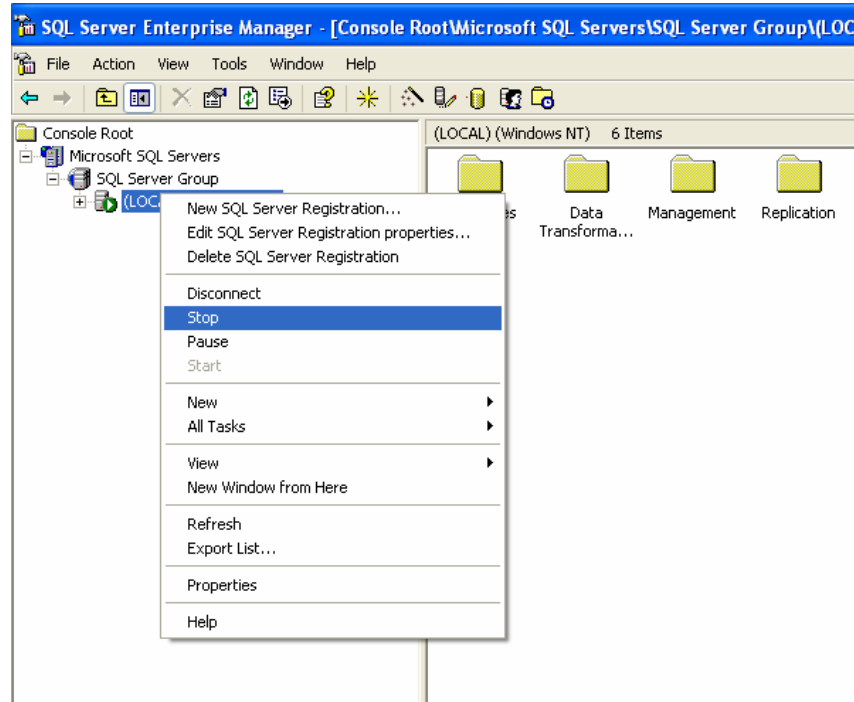 SQL Server Enterprise Manager - [Console Root\Microsoft SQL Servers\SQL Server Group\(LOC
File Action View Tools Window Help
Console Root
Microsoft SQL Servers
SQL Server Group
(LOCA
(LOCAL) (Windows NT) 6 Items
Data Transforma...
Management
Replication
New SQL Server Registration...
Edit SQL Server Registration properties...
Delete SQL Server Registration
Disconnect
Stop
Pause
Start
New
All Tasks
View
New Window from Here
Refresh
Export List...
Properties
Help